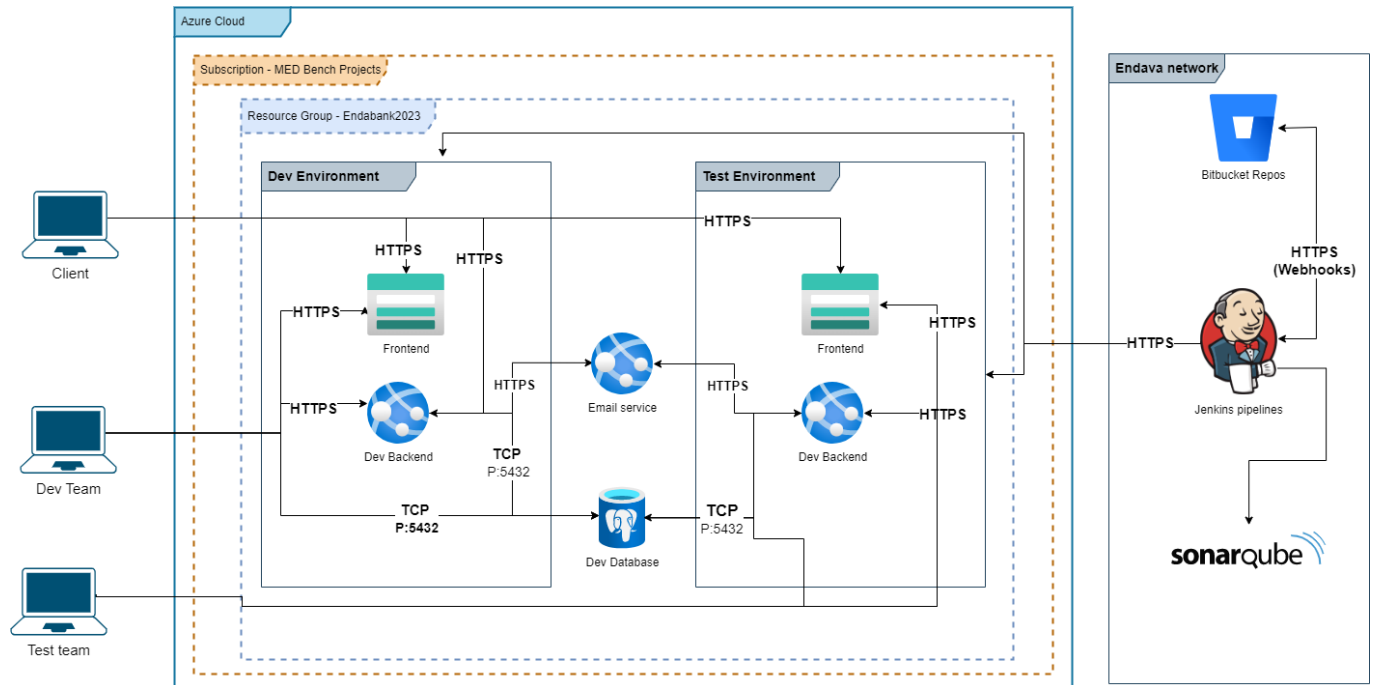 Azure Cloud
Subscription - MED Bench Projects
Resource Group - Endabank2023
Endava network
Bitbucket Repos
Dev Environment
Test Environment
HTTPS
HTTPS
HTTPS
HTTPS
(Webhooks)
Client
HTTPS
Frontend
HTTPS
Frontend
HTTPS
HTTPS
Email service
HTTPS
HTTPS
Jenkins pipelines
HTTPS
Dev Backend
HTTPS
Dev Backend
TCP
P:5432
Dev Team
TCP
P:5432
TCP
P:5432
Dev Database
sonarqube
Test team